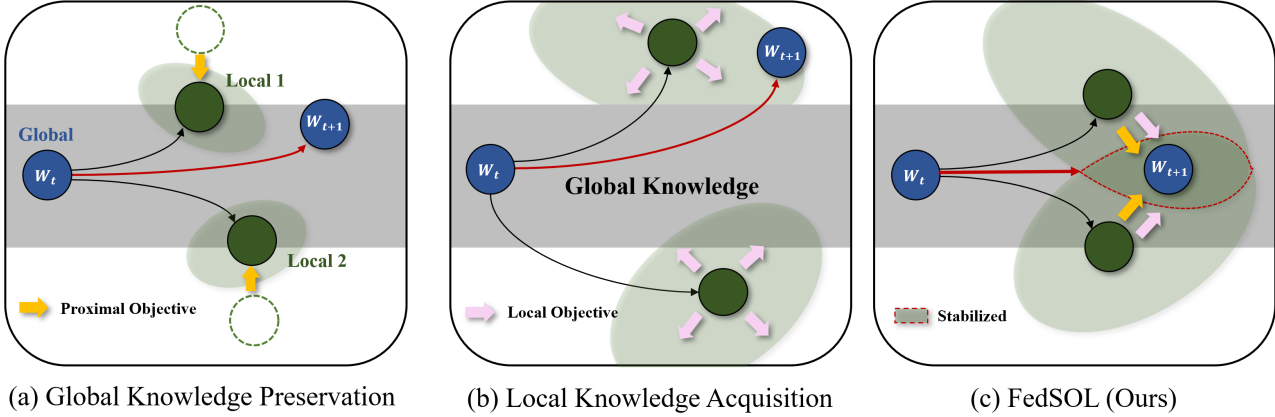 Local 1
Global
W_{t+1}
W_t
Local 2
Proximal Objective
W_{t+1}
W_t
Global Knowledge
Local Objective
W_t
W_{t+1}
Stabilized
(a) Global Knowledge Preservation
(b) Local Knowledge Acquisition
(c) FedSOL (Ours)